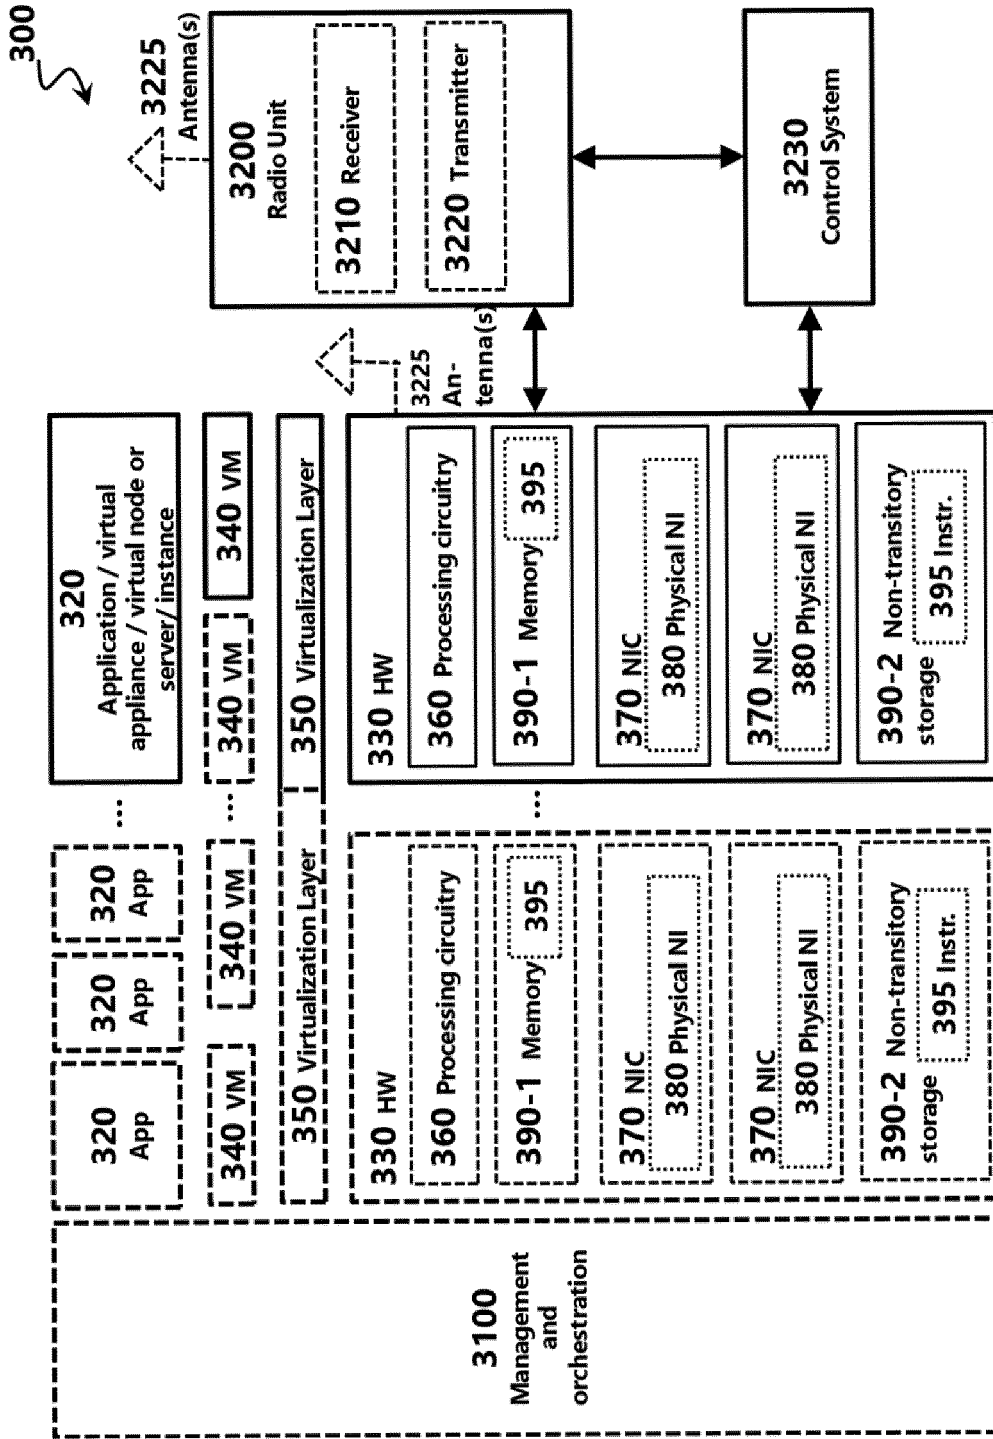 300
3100
Management
and
orchestration
320
App
320
App
320
App
...
320
Application / virtual
appliance / virtual node or
server/ instance
340 VM
340 VM
...
340 VM
340 VM
350 Virtualization Layer
350 Virtualization Layer
330 HW
360 Processing circuitry
390-1 Memory
395
370 NIC
380 Physical NI
370 NIC
380 Physical NI
390-2 Non-transitory
storage
395 Instr.
...
330 HW
360 Processing circuitry
390-1 Memory
395
370 NIC
380 Physical NI
370 NIC
380 Physical NI
390-2 Non-transitory
storage
395 Instr.
3225
An-
tenna(s)
3225
Antenna(s)
3200
Radio Unit
3210 Receiver
3220 Transmitter
3230
Control System